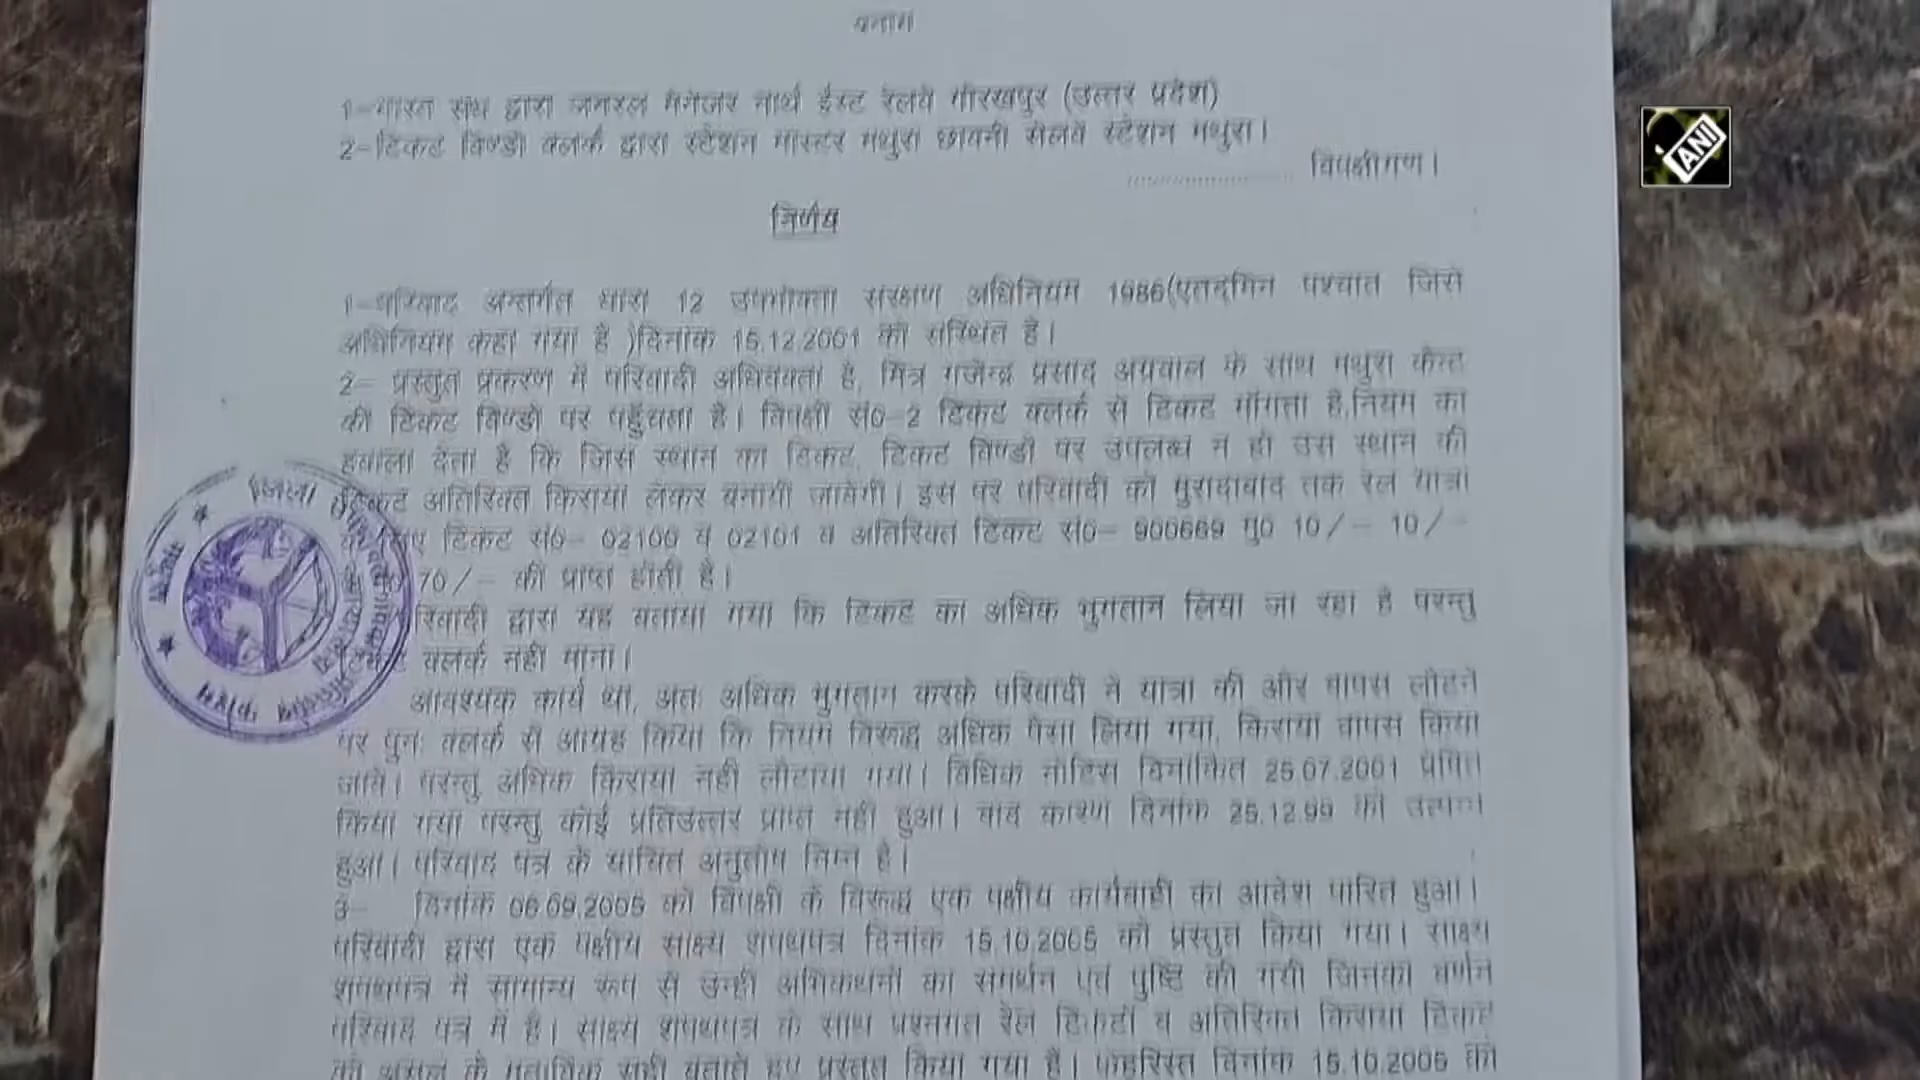 बनाम
1-भारत संघ द्वारा जनरल मैनेजर नार्थ ईस्ट रेलवे गोरखपुर (उत्तर प्रदेश)
2-टिकट विण्डो क्लर्क द्वारा स्टेशन मास्टर मथुरा छावनी रेलवे स्टेशन मथुरा।
.................... विपक्षीगण।
निर्णय
1-परिवाद अन्तर्गत धारा 12 उपभोक्ता संरक्षण अधिनियम 1986(एतदमिन पश्चात जिसे
अधिनियम कहा गया है )दिनांक 15.12.2001 को संस्थित है।
2- प्रस्तुत प्रकरण में परिवादी अधिवक्ता है, मित्र गजेन्द्र प्रसाद अग्रवाल के साथ मथुरा केन्ट
की टिकट विण्डो पर पहुँचता है। विपक्षी सं0-2 टिकट क्लर्क से टिकट माँगता है,नियम का
हवाला देता है कि जिस स्थान का टिकट, टिकट विण्डो पर उपलब्ध न हो उस स्थान की
टिकट अतिरिक्त किराया लेकर बनायी जावेगी। इस पर परिवादी को मुरादाबाद तक रेल यात्रा
टिकट सं0- 02100 व 02101 व अतिरिक्त टिकट सं0- 900669 मु0 10/- 10/-
70/- की प्राप्त होती है।
परिवादी द्वारा यह बताया गया कि टिकट का अधिक भुगतान लिया जा रहा है परन्तु
टिकट क्लर्क नही माना।
आवश्यक कार्य था, अतः अधिक भुगतान करके परिवादी ने यात्रा की और वापस लौटने
पर पुनः क्लर्क से आग्रह किया कि नियम विरूद्ध अधिक पैसा लिया गया, किराया वापस किया
जावे। परन्तु अधिक किराया नही लौटाया गया। विधिक नोटिस दिनांकित 25.07.2001 प्रेषित
किया गया परन्तु कोई प्रतिउत्तर प्राप्त नही हुआ। वाद कारण दिनांक 25.12.99 को उत्पन्न
हुआ। परिवाद पत्र के याचित अनुतोष निम्न है।
3- दिनांक 06.09.2005 को विपक्षी के विरूद्ध एक पक्षीय कार्यवाही का आदेश पारित हुआ।
परिवादी द्वारा एक पक्षीय साक्ष्य शपथपत्र दिनांक 15.10.2005 को प्रस्तुत किया गया। साक्ष्य
शपथपत्र में सामान्य रूप से उन्ही अभिकथनों का समर्थन एवं पुष्टि की गयी जिनका वर्णन
परिवाद पत्र में है। साक्ष्य शपथपत्र के साथ प्रश्नगत रेल टिकटों व अतिरिक्त किराया टिकट
को असल के मुताबिक सही बताते हुए प्रस्तुत किया गया है। फेहरिस्त दिनांक 15.10.2005 को
जिला
फोरम
मथुरा
ANI